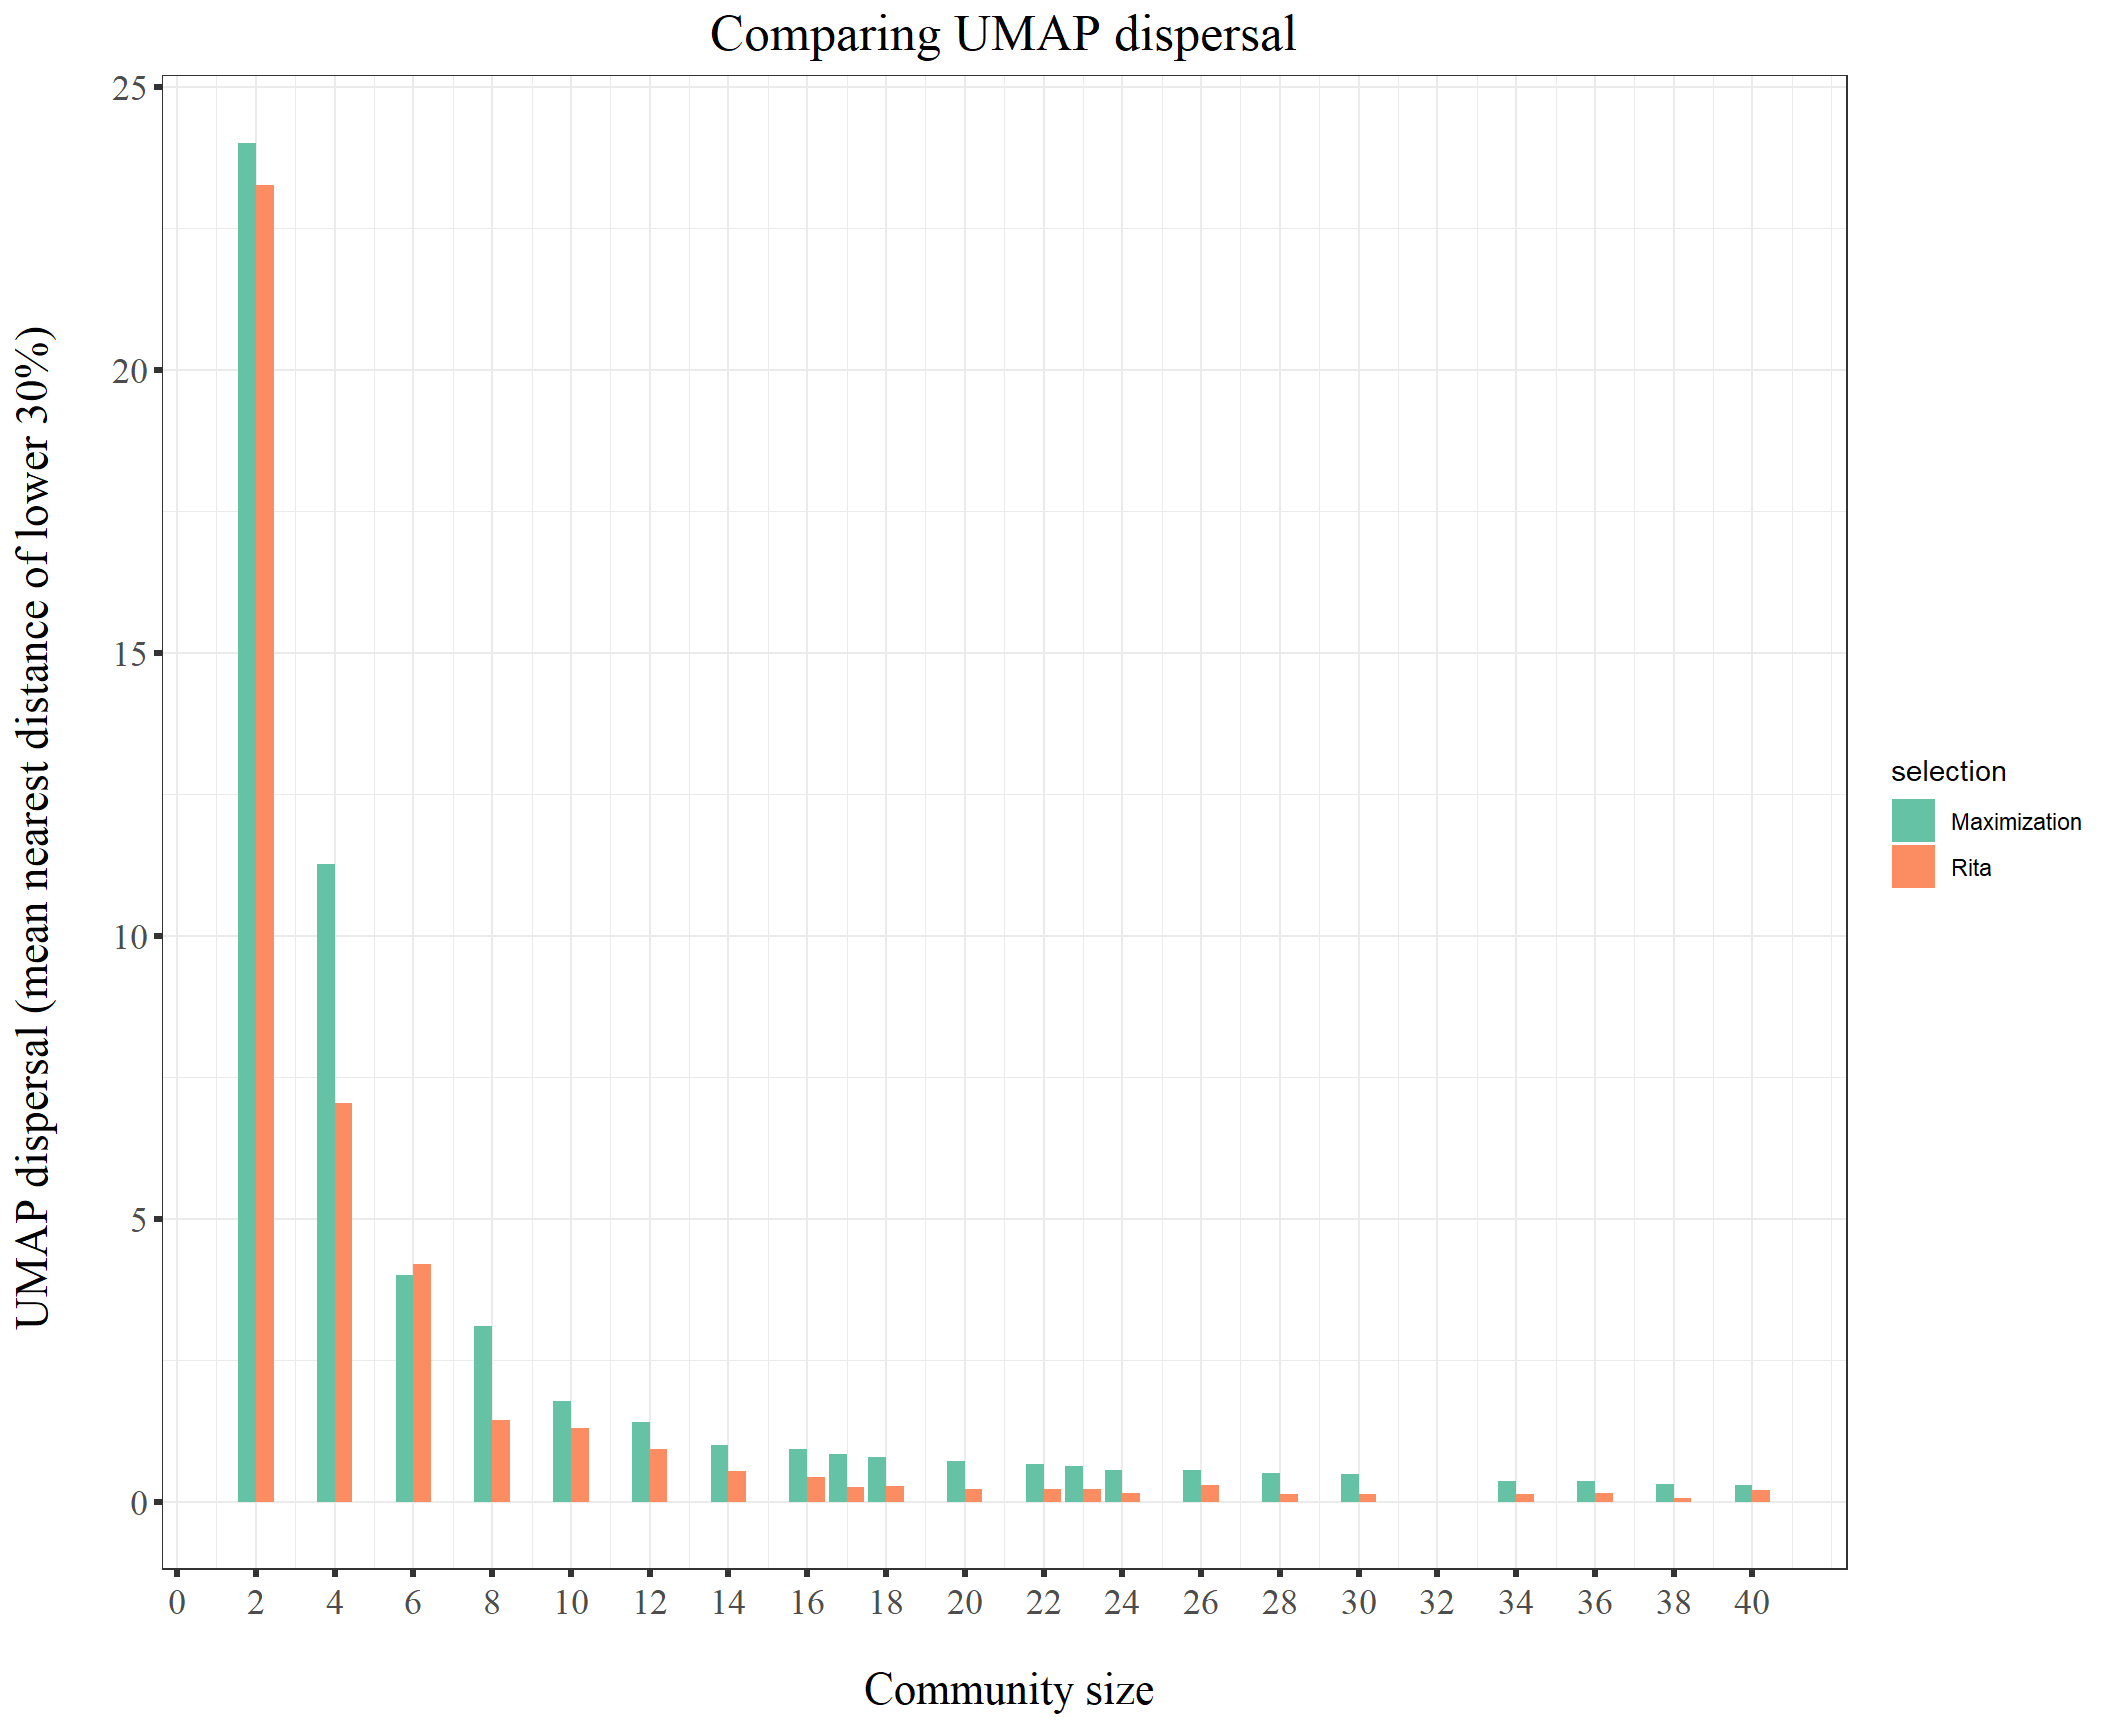 Comparing UMAP dispersal
UMAP dispersal (mean nearest distance of lower 30%)
25
20
15
10
5
0
0 2 4 6 8 10 12 14 16 18 20 22 24 26 28 30 32 34 36 38 40
Community size
selection
Maximization
Rita